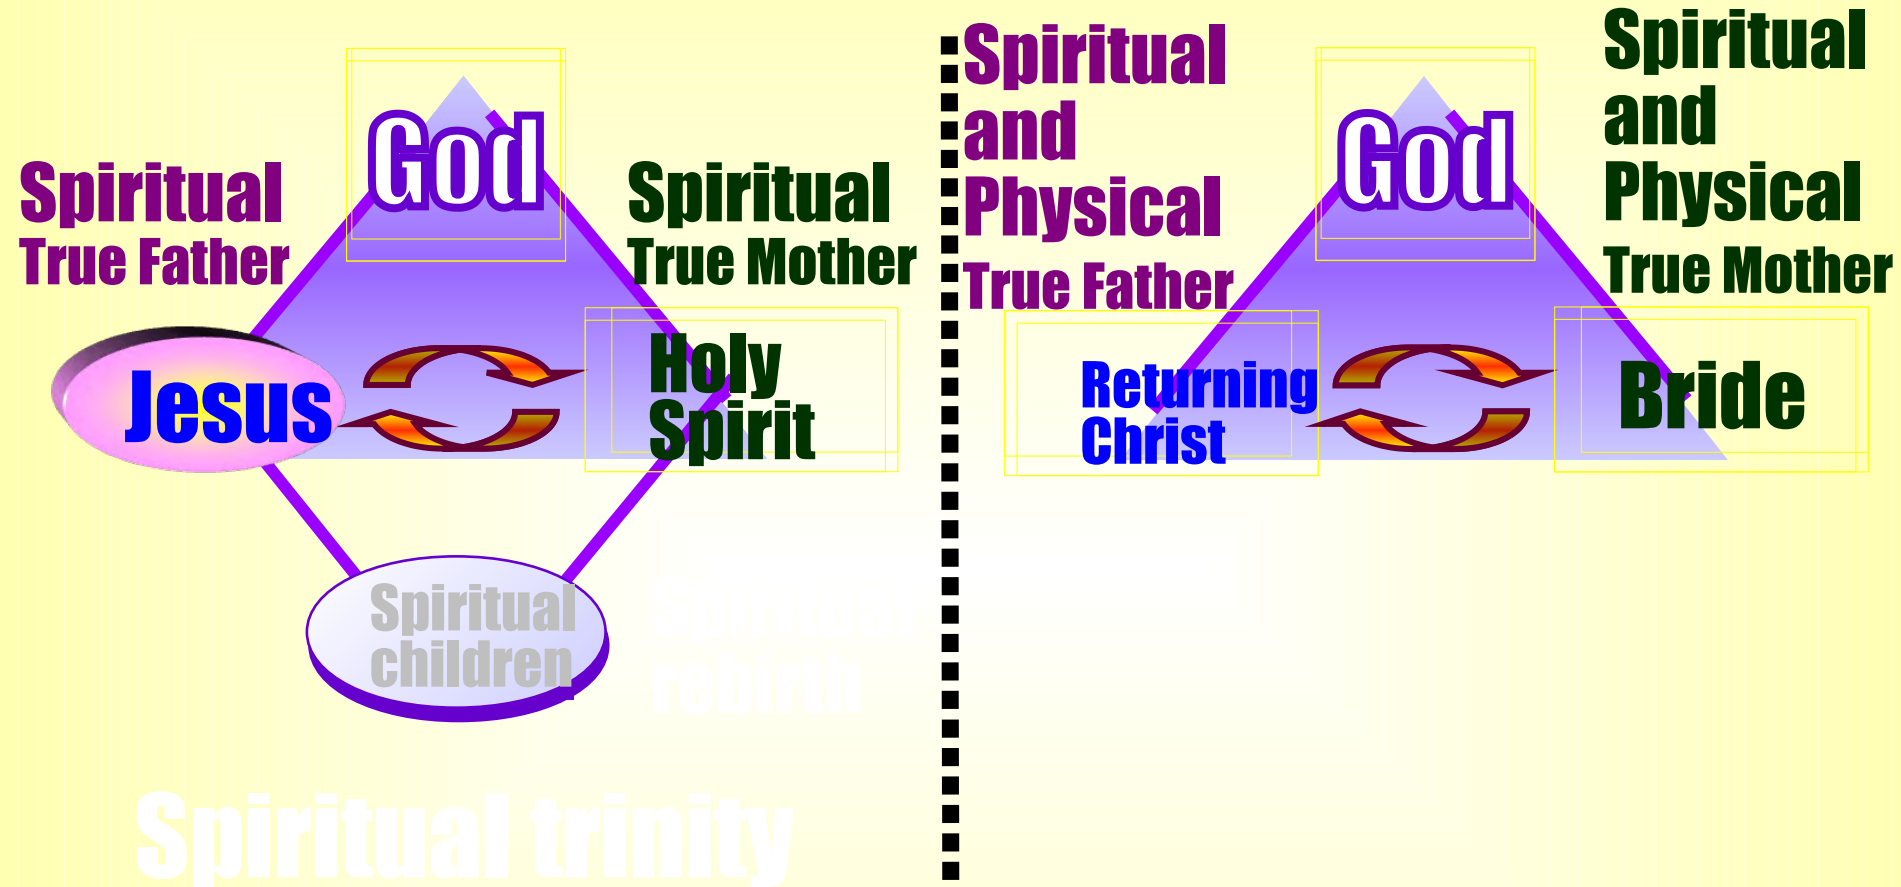 God
Spiritual
True Father
Spiritual
True Mother
Jesus
Holy
Spirit
Spiritual
children
rebirth
Spiritual trinity
Spiritual
and
Physical
True Father
God
Spiritual
and
Physical
True Mother
Returning
Christ
Bride